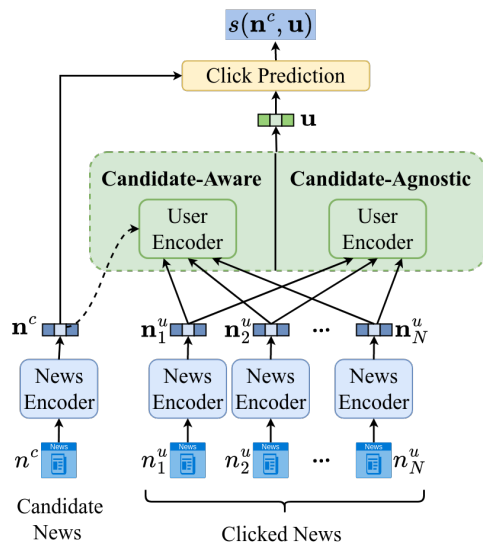 s(n^c, u)
Click Prediction
u
Candidate-Aware Candidate-Agnostic
User Encoder User Encoder
n^c n_1^u n_2^u ... n_N^u
News Encoder News Encoder News Encoder News Encoder
News News News News
n^c n_1^u n_2^u ... n_N^u
Candidate News
Clicked News